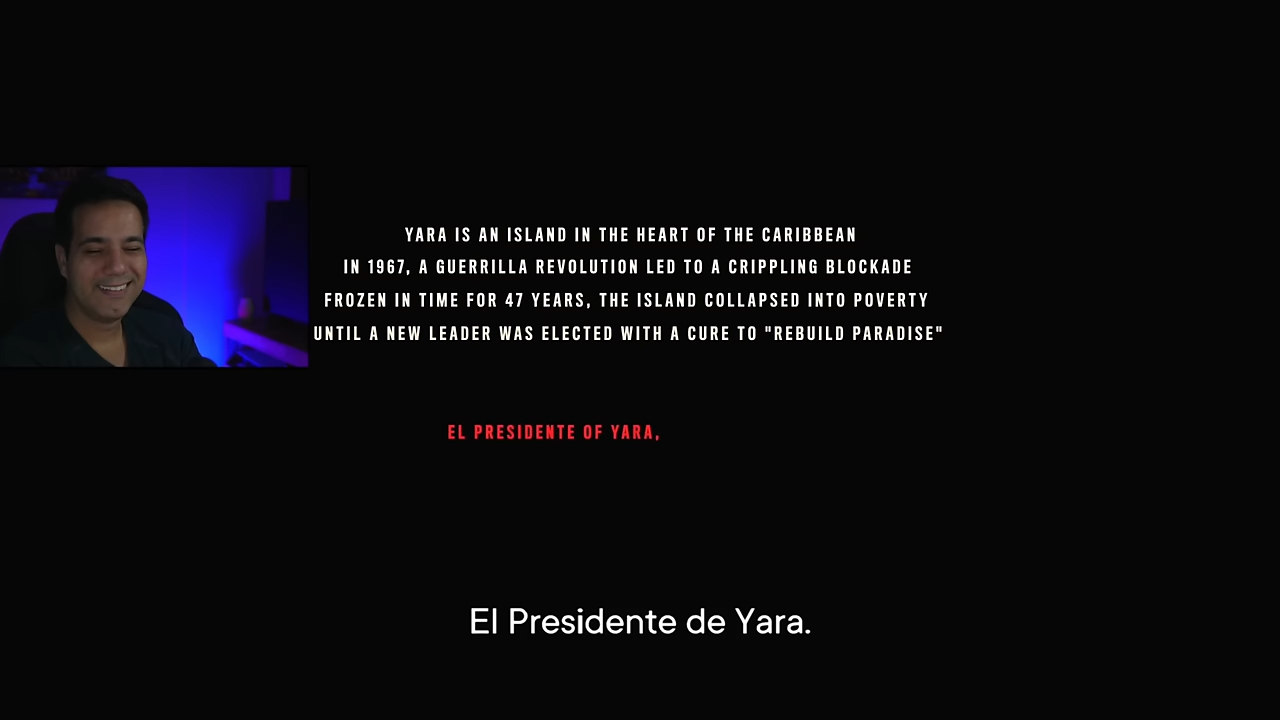 YARA IS AN ISLAND IN THE HEART OF THE CARIBBEAN
IN 1967, A GUERRILLA REVOLUTION LED TO A CRIPPLING BLOCKADE
FROZEN IN TIME FOR 47 YEARS, THE ISLAND COLLAPSED INTO POVERTY
UNTIL A NEW LEADER WAS ELECTED WITH A CURE TO "REBUILD PARADISE"
EL PRESIDENTE OF YARA,
El Presidente de Yara.